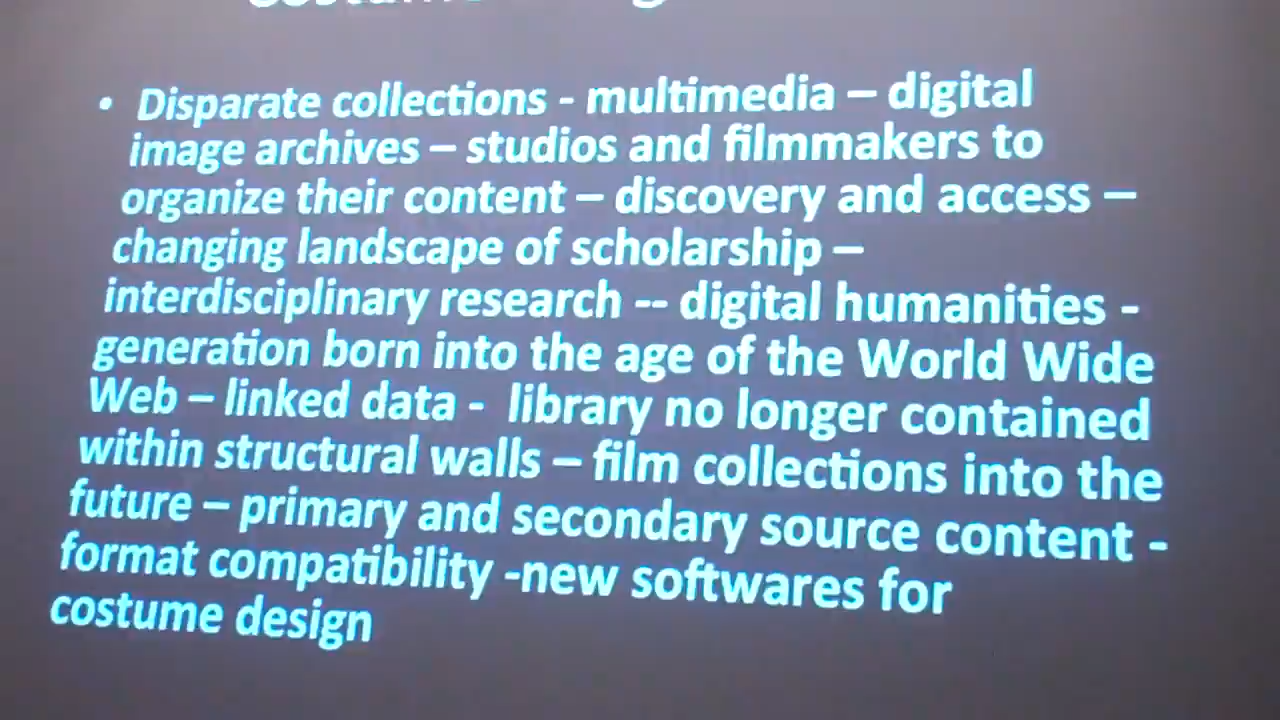 • Disparate collections - multimedia – digital
image archives – studios and filmmakers to
organize their content – discovery and access –
changing landscape of scholarship –
interdisciplinary research -- digital humanities -
generation born into the age of the World Wide
Web – linked data - library no longer contained
within structural walls – film collections into the
future – primary and secondary source content -
format compatibility -new softwares for
costume design